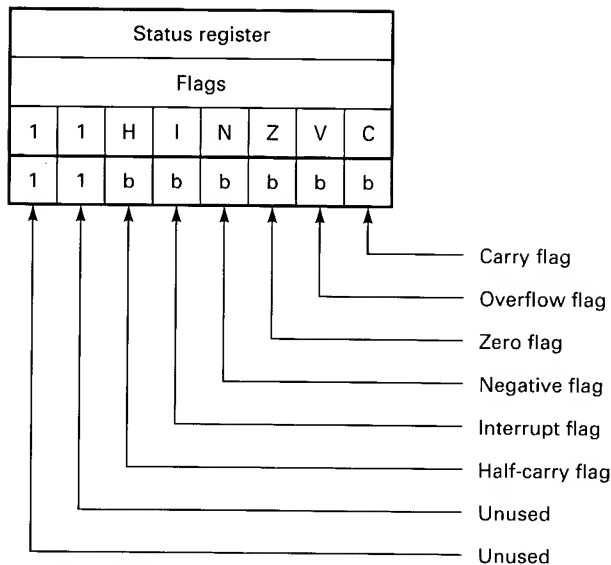 Status register
Flags
1 1 H I N Z V C
1 1 b b b b b b
Carry flag
Overflow flag
Zero flag
Negative flag
Interrupt flag
Half-carry flag
Unused
Unused